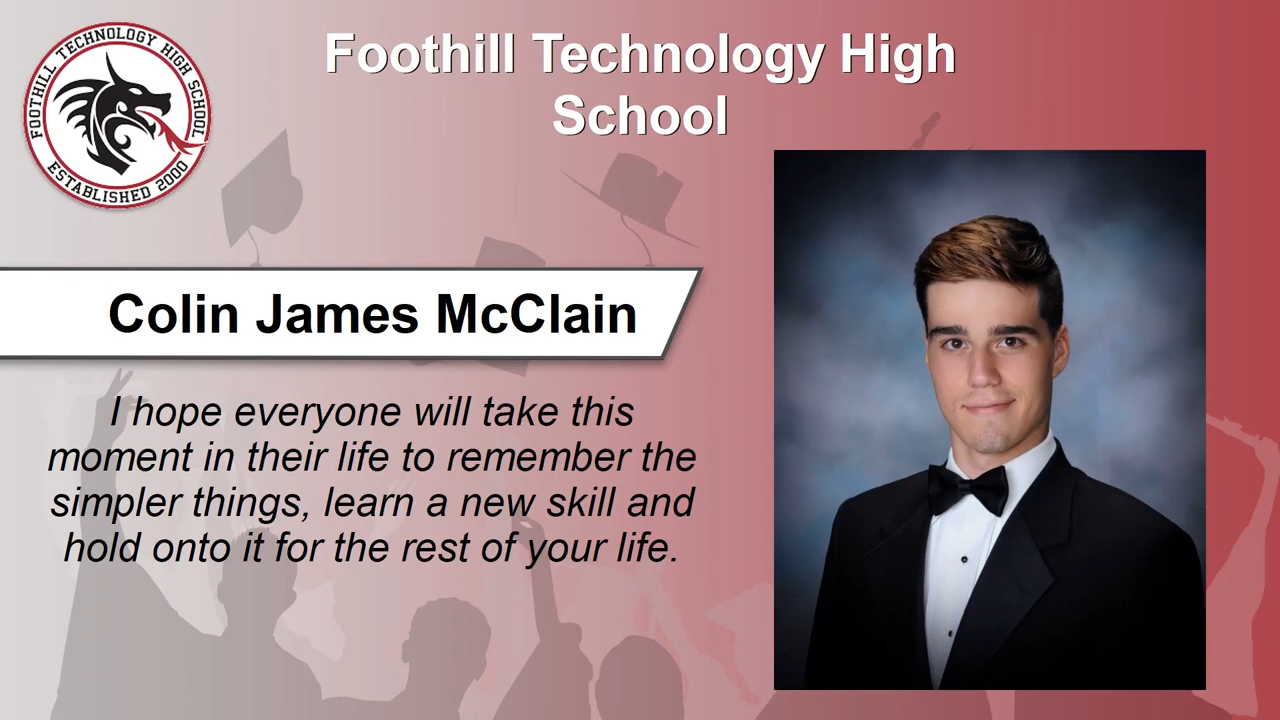 FOOTHILL TECHNOLOGY HIGH SCHOOL
ESTABLISHED 2000
Foothill Technology High
School
Colin James McClain
I hope everyone will take this
moment in their life to remember the
simpler things, learn a new skill and
hold onto it for the rest of your life.